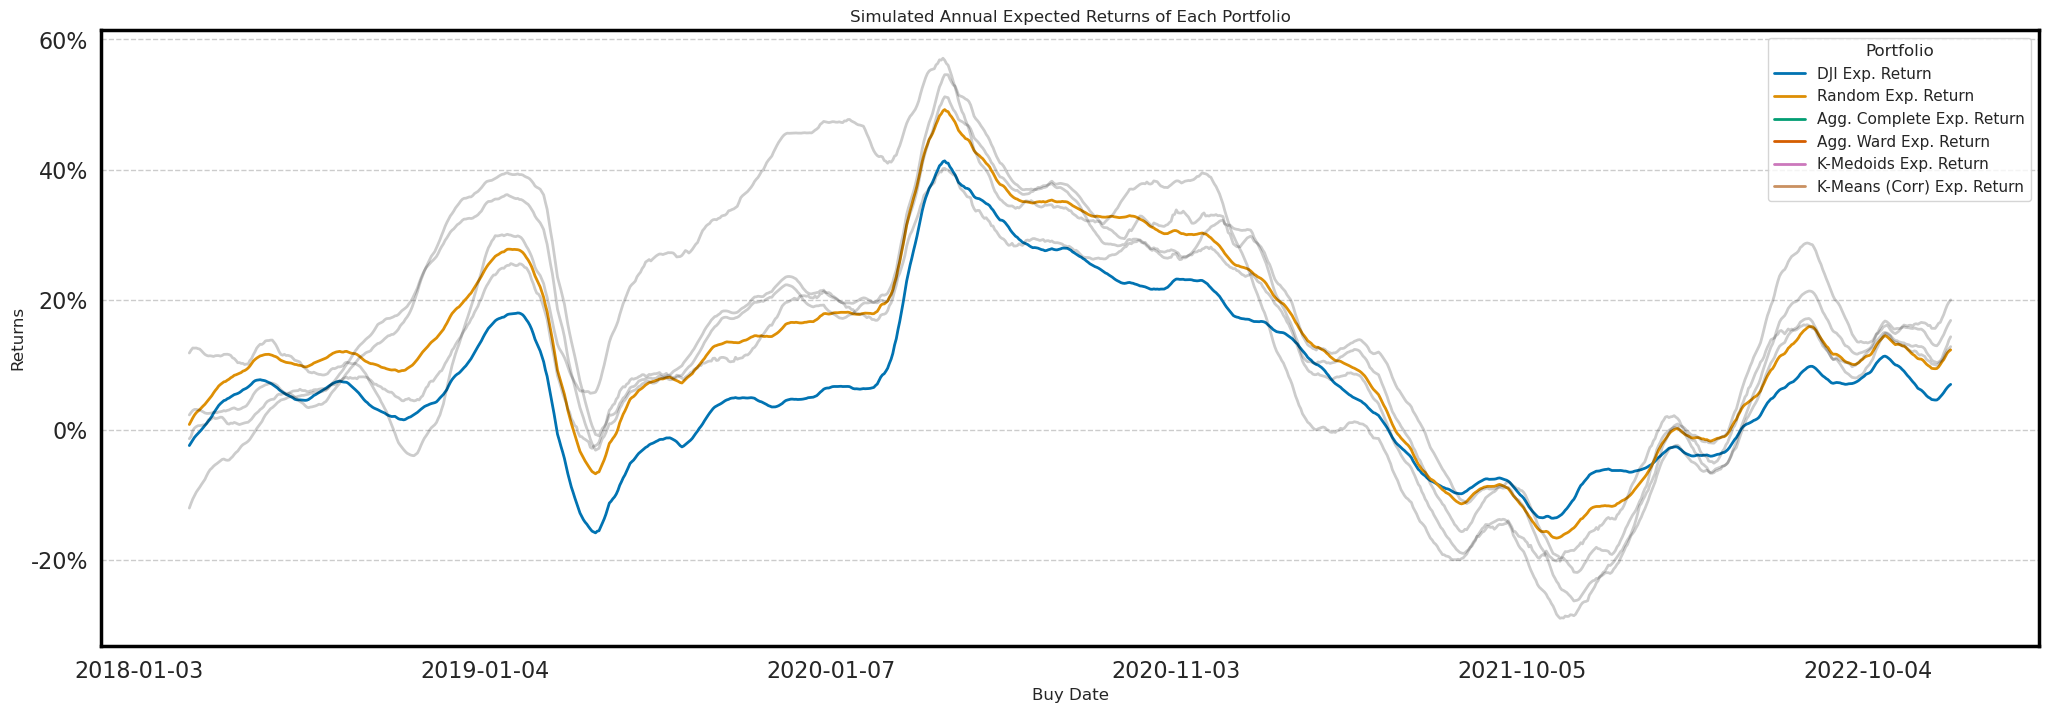 Simulated Annual Expected Returns of Each Portfolio
60%
40%
20%
0%
-20%
Returns
Portfolio
DJI Exp. Return
Random Exp. Return
Agg. Complete Exp. Return
Agg. Ward Exp. Return
K-Medoids Exp. Return
K-Means (Corr) Exp. Return
2018-01-03 2019-01-04 2020-01-07 2020-11-03 2021-10-05 2022-10-04
Buy Date